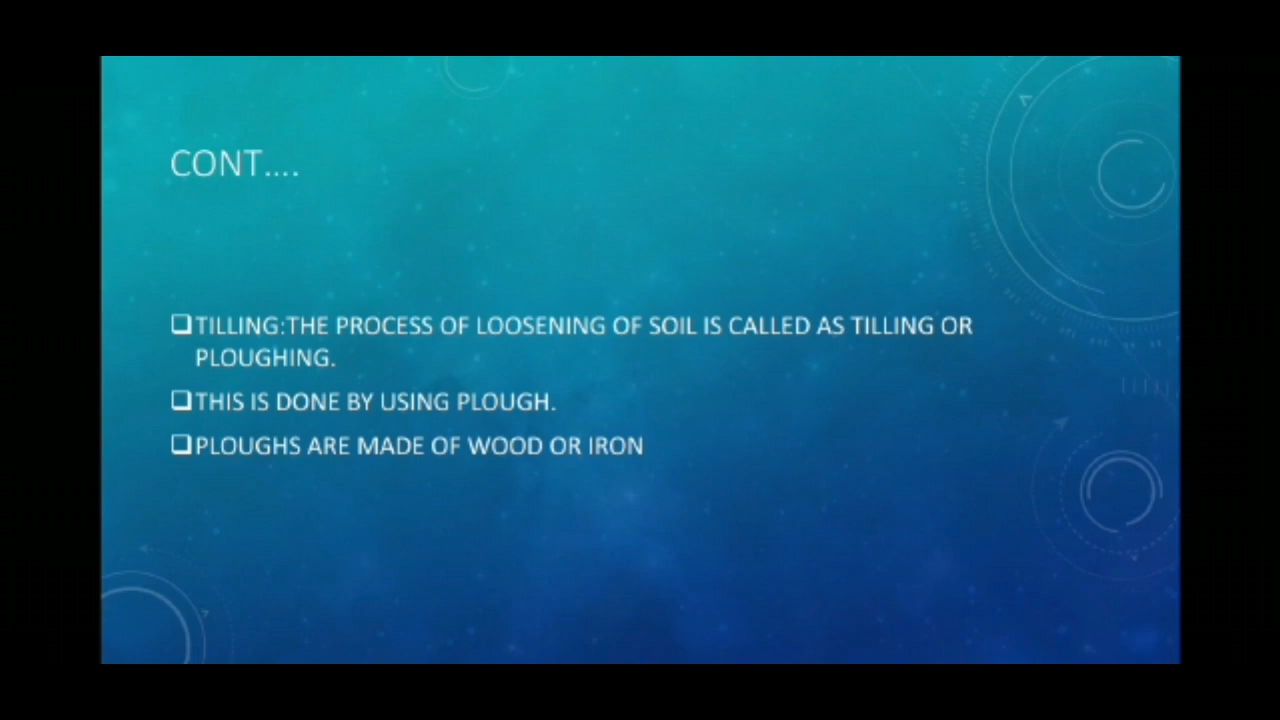 CONT....
❑TILLING:THE PROCESS OF LOOSENING OF SOIL IS CALLED AS TILLING OR
PLOUGHING.
❑THIS IS DONE BY USING PLOUGH.
❑PLOUGHS ARE MADE OF WOOD OR IRON